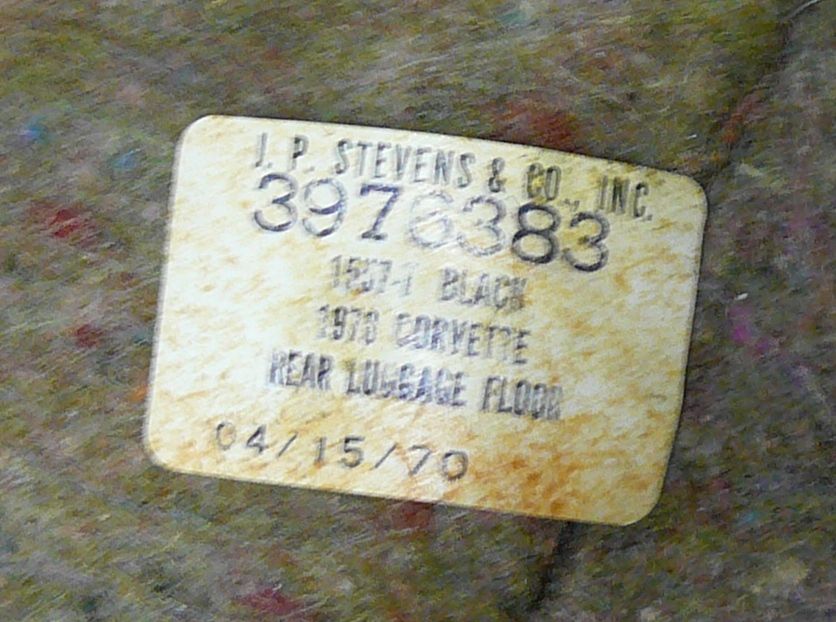 J. P. STEVENS & CO., INC.
3976383
BLACK
CORVETTE
REAR LUGGAGE FLOOR
04/15/70